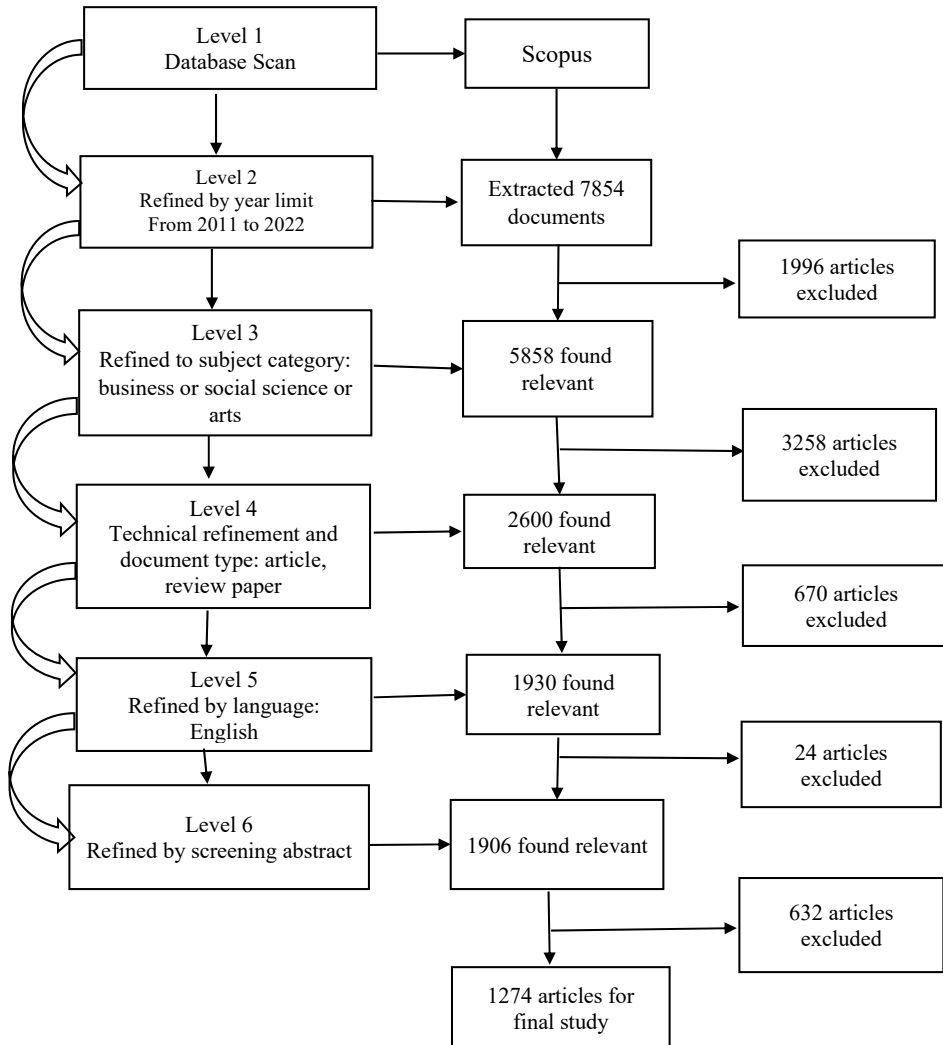 Level 1
Database Scan
Scopus
Level 2
Refined by year limit
From 2011 to 2022
Extracted 7854
documents
1996 articles
excluded
Level 3
Refined to subject category:
business or social science or
arts
5858 found
relevant
3258 articles
excluded
Level 4
Technical refinement and
document type: article,
review paper
2600 found
relevant
670 articles
excluded
Level 5
Refined by language:
English
1930 found
relevant
24 articles
excluded
Level 6
Refined by screening abstract
1906 found relevant
632 articles
excluded
1274 articles for
final study